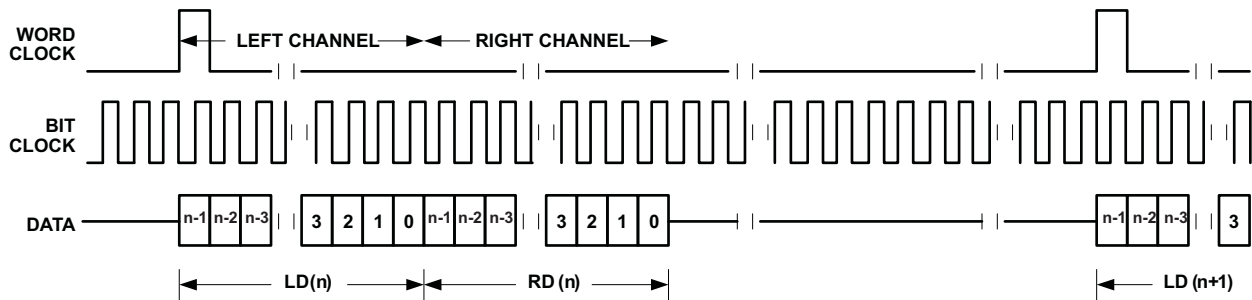 WORD
CLOCK
LEFT CHANNEL
RIGHT CHANNEL
BIT
CLOCK
DATA
n-1 n-2 n-3 3 2 1 0 n-1 n-2 n-3 3 2 1 0 n-1 n-2 n-3 3
LD(n) RD(n) LD (n+1)